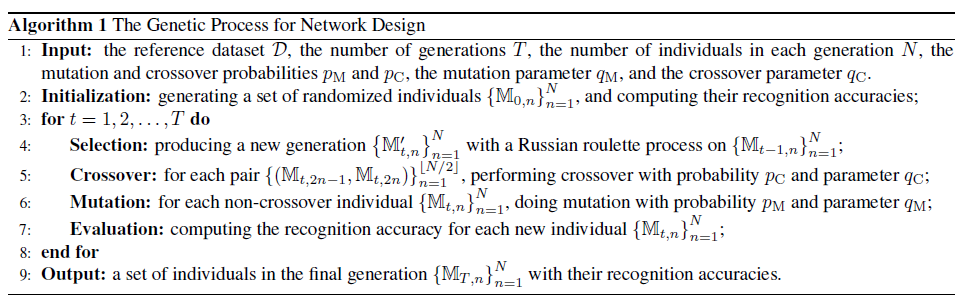 Algorithm 1 The Genetic Process for Network Design
1: Input: the reference dataset 𝒟, the number of generations T, the number of individuals in each generation N, the
mutation and crossover probabilities p_M and p_C, the mutation parameter q_M, and the crossover parameter q_C.
2: Initialization: generating a set of randomized individuals {𝕄_{0,n}}_{n=1}^{N}, and computing their recognition accuracies;
3: for t = 1, 2, . . . , T do
4: Selection: producing a new generation {𝕄′_{t,n}}_{n=1}^{N} with a Russian roulette process on {𝕄_{t−1,n}}_{n=1}^{N};
5: Crossover: for each pair {(𝕄_{t,2n−1}, 𝕄_{t,2n})}_{n=1}^{⌊N/2⌋}, performing crossover with probability p_C and parameter q_C;
6: Mutation: for each non-crossover individual {𝕄_{t,n}}_{n=1}^{N}, doing mutation with probability p_M and parameter q_M;
7: Evaluation: computing the recognition accuracy for each new individual {𝕄_{t,n}}_{n=1}^{N};
8: end for
9: Output: a set of individuals in the final generation {𝕄_{T,n}}_{n=1}^{N} with their recognition accuracies.